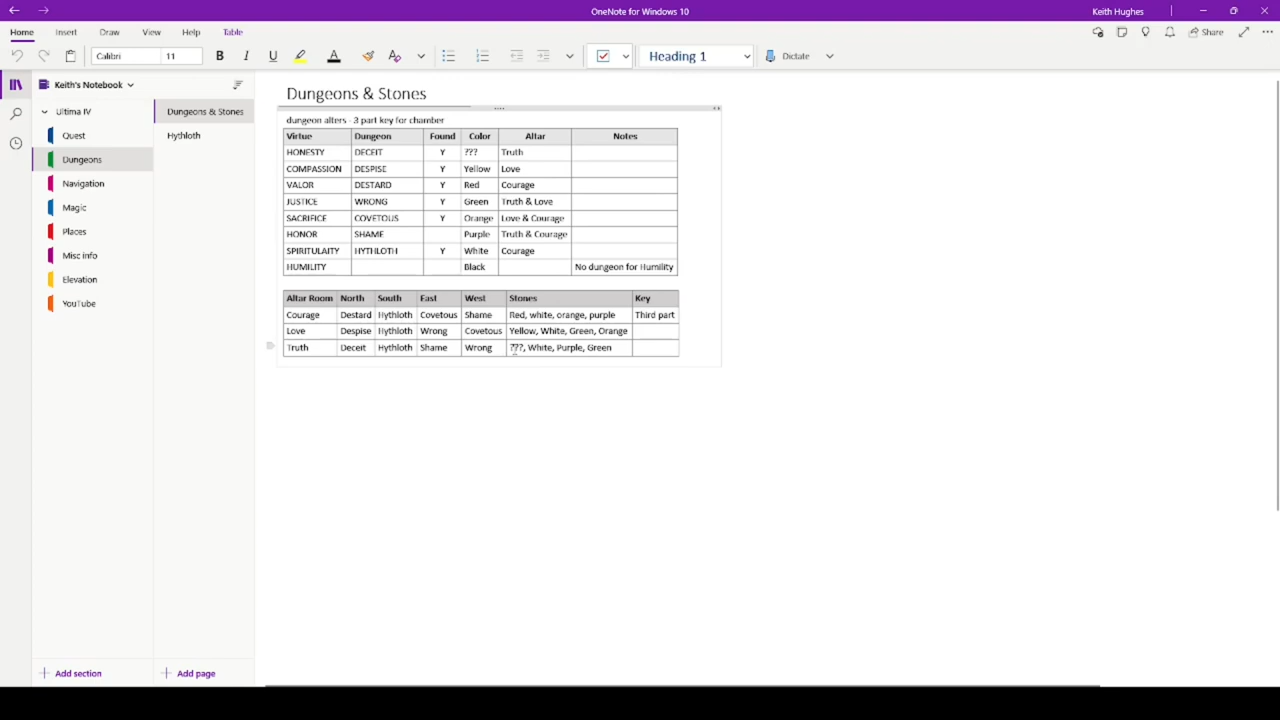 OneNote for Windows 10
Keith Hughes
Home Insert Draw View Help Table
Share
Calibri 11 B I U A A Heading 1 Dictate
Keith's Notebook
Ultima IV
Quest
Dungeons
Navigation
Magic
Places
Misc info
Elevation
YouTube
Add section
Dungeons & Stones
Hythloth
Add page
Dungeons & Stones
dungeon alters - 3 part key for chamber
Virtue Dungeon Found Color Altar Notes
HONESTY DECEIT Y ??? Truth
COMPASSION DESPISE Y Yellow Love
VALOR DESTARD Y Red Courage
JUSTICE WRONG Y Green Truth & Love
SACRIFICE COVETOUS Y Orange Love & Courage
HONOR SHAME Purple Truth & Courage
SPIRITULAITY HYTHLOTH Y White Courage
HUMILITY Black No dungeon for Humility
Altar Room North South East West Stones Key
Courage Destard Hythloth Covetous Shame Red, white, orange, purple Third part
Love Despise Hythloth Wrong Covetous Yellow, White, Green, Orange
Truth Deceit Hythloth Shame Wrong ???, White, Purple, Green